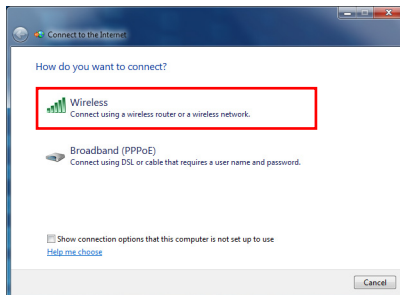 Connect to the Internet
How do you want to connect?
Wireless
Connect using a wireless router or a wireless network.
Broadband (PPPoE)
Connect using DSL or cable that requires a user name and password.
Show connection options that this computer is not set up to use
Help me choose
Cancel